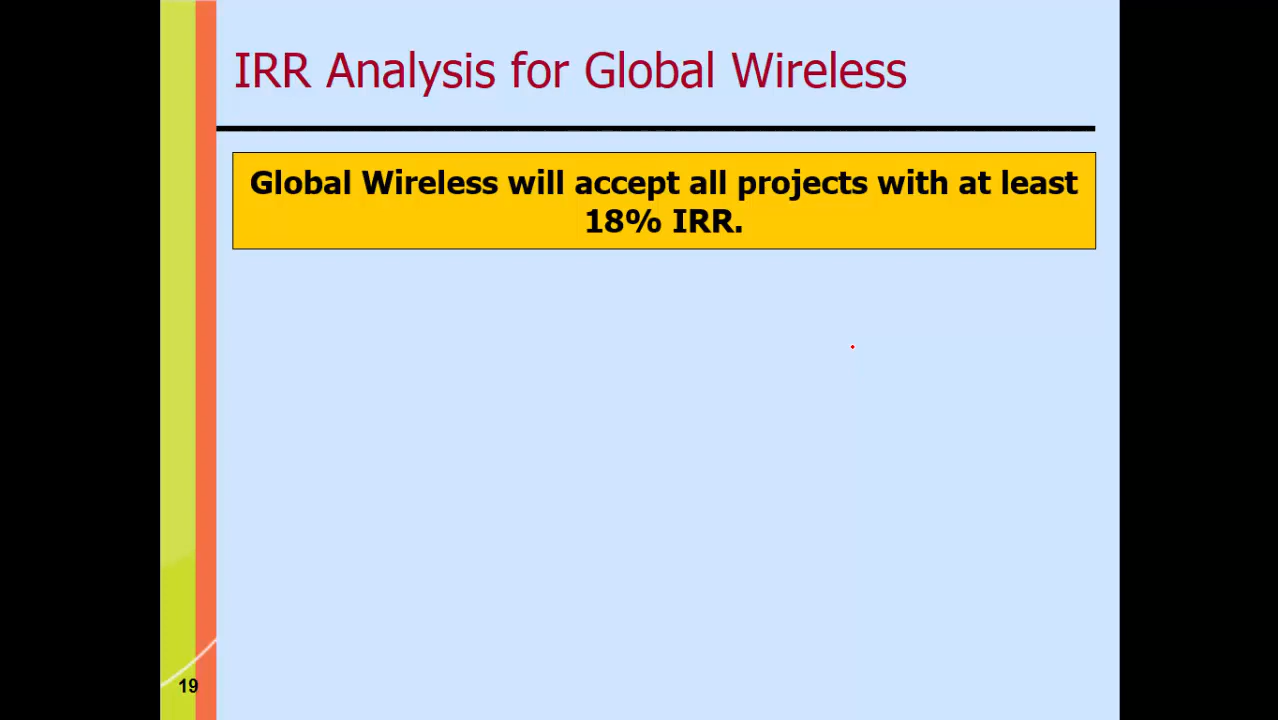 IRR Analysis for Global Wireless
Global Wireless will accept all projects with at least
18% IRR.
19